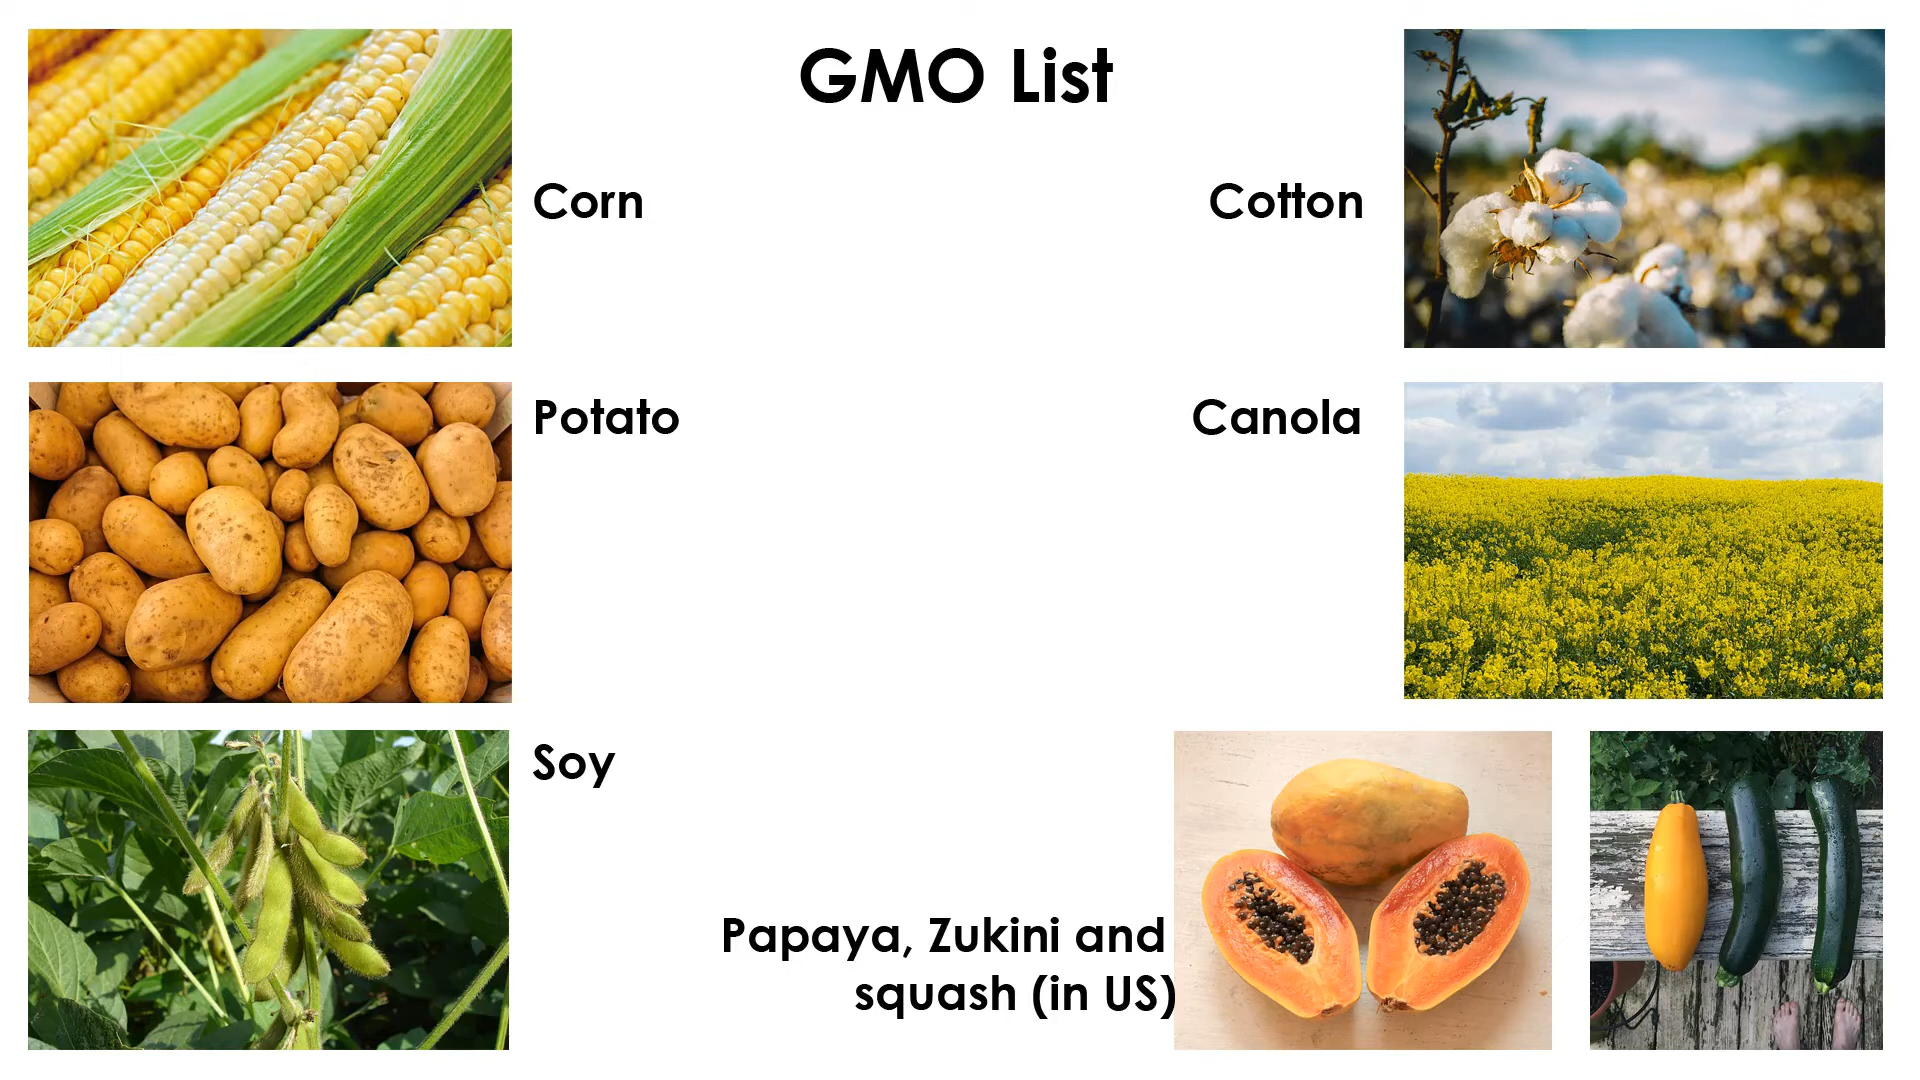 GMO List
Corn
Cotton
Potato
Canola
Soy
Papaya, Zukini and
squash (in US)